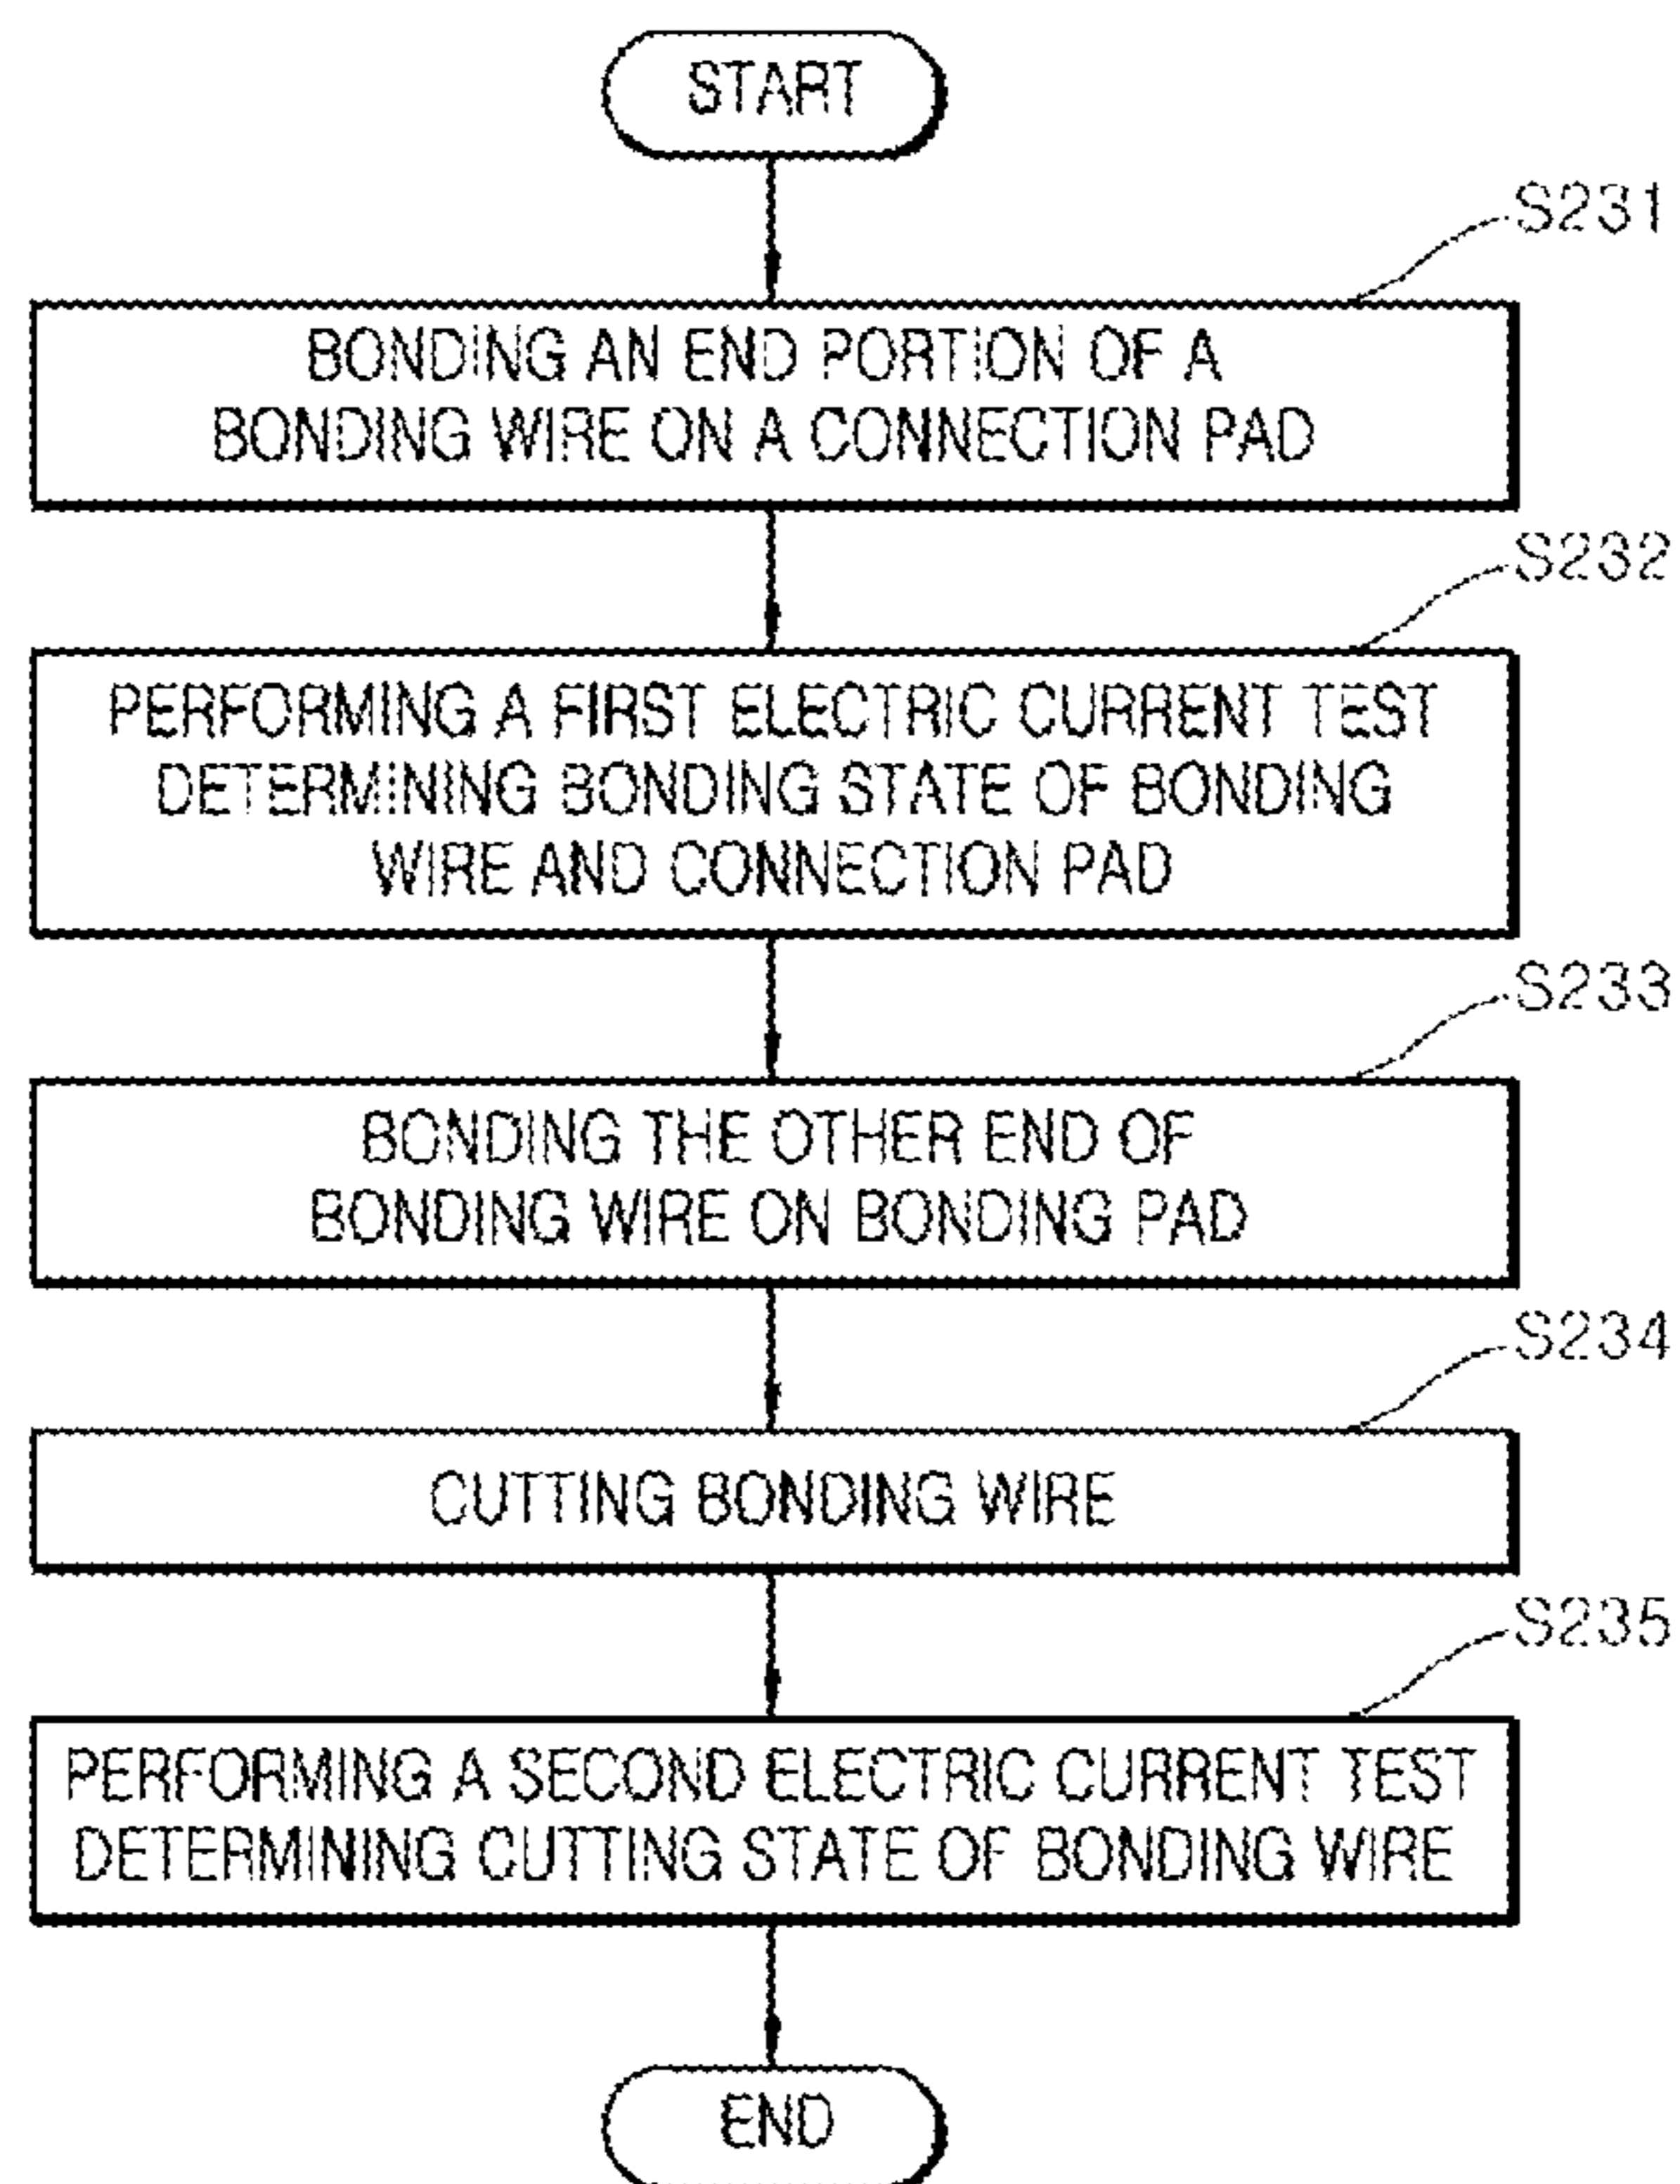 START
S231
BONDING AN END PORTION OF A
BONDING WIRE ON A CONNECTION PAD
S232
PERFORMING A FIRST ELECTRIC CURRENT TEST
DETERMINING BONDING STATE OF BONDING
WIRE AND CONNECTION PAD
S233
BONDING THE OTHER END OF
BONDING WIRE ON BONDING PAD
S234
CUTTING BONDING WIRE
S235
PERFORMING A SECOND ELECTRIC CURRENT TEST
DETERMINING CUTTING STATE OF BONDING WIRE
END